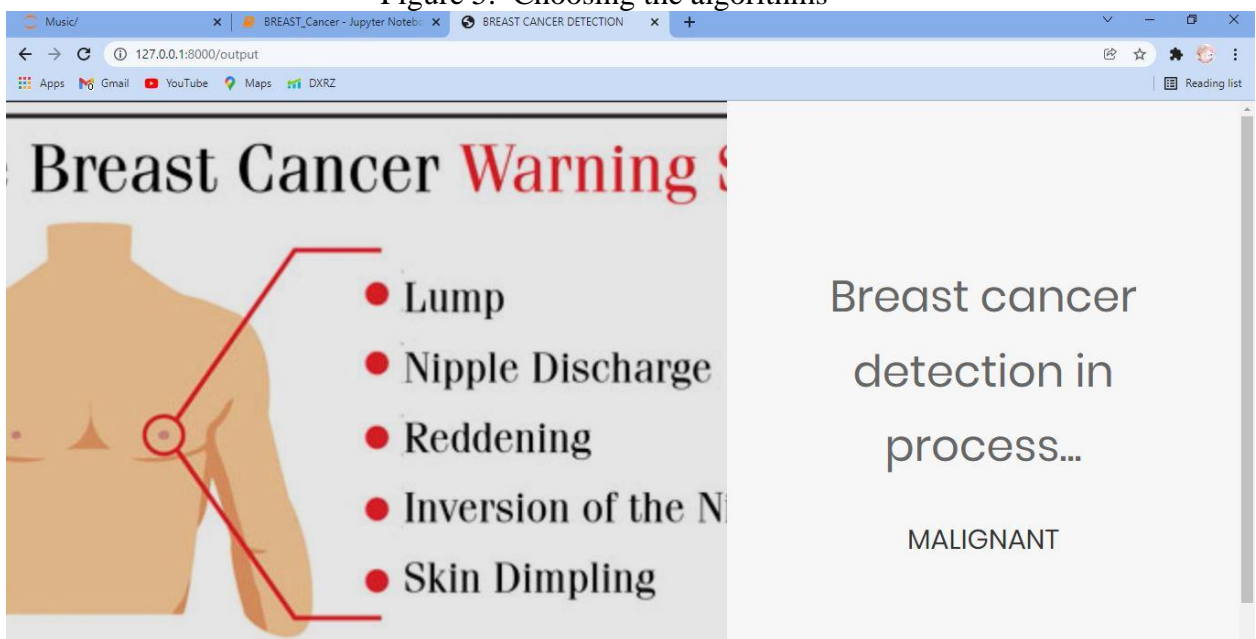 Figure 5: Choosing the algorithms
Music/
BREAST_Cancer - Jupyter Notebo
BREAST CANCER DETECTION
127.0.0.1:8000/output
Apps Gmail YouTube Maps DXRZ Reading list
Breast Cancer Warning
Lump
Nipple Discharge
Reddening
Inversion of the N
Skin Dimpling
Breast cancer
detection in
process...
MALIGNANT